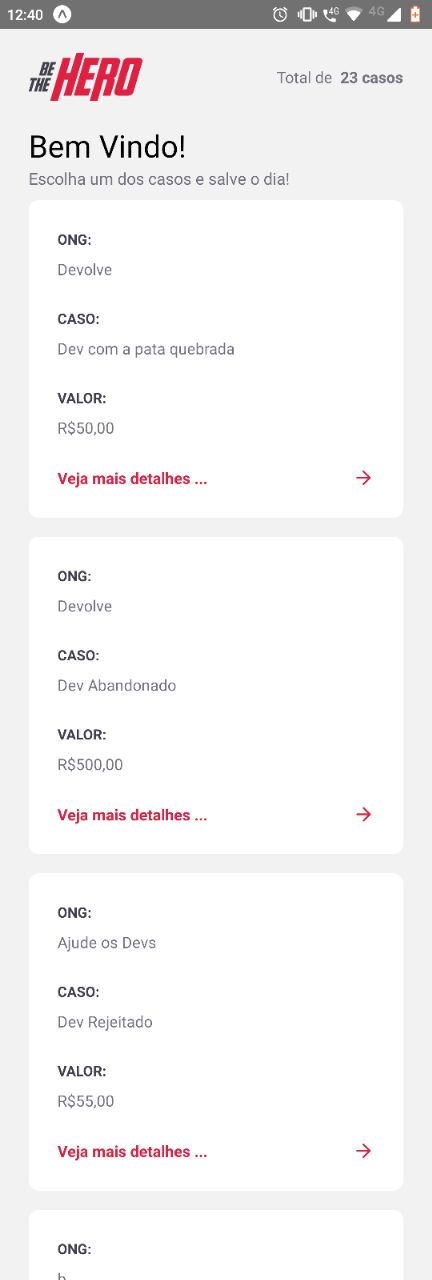 12:40
4G
4G
BE
THE HERO
Total de 23 casos
Bem Vindo!
Escolha um dos casos e salve o dia!
ONG:
Devolve
CASO:
Dev com a pata quebrada
VALOR:
R$50,00
Veja mais detalhes ...
ONG:
Devolve
CASO:
Dev Abandonado
VALOR:
R$500,00
Veja mais detalhes ...
ONG:
Ajude os Devs
CASO:
Dev Rejeitado
VALOR:
R$55,00
Veja mais detalhes ...
ONG: